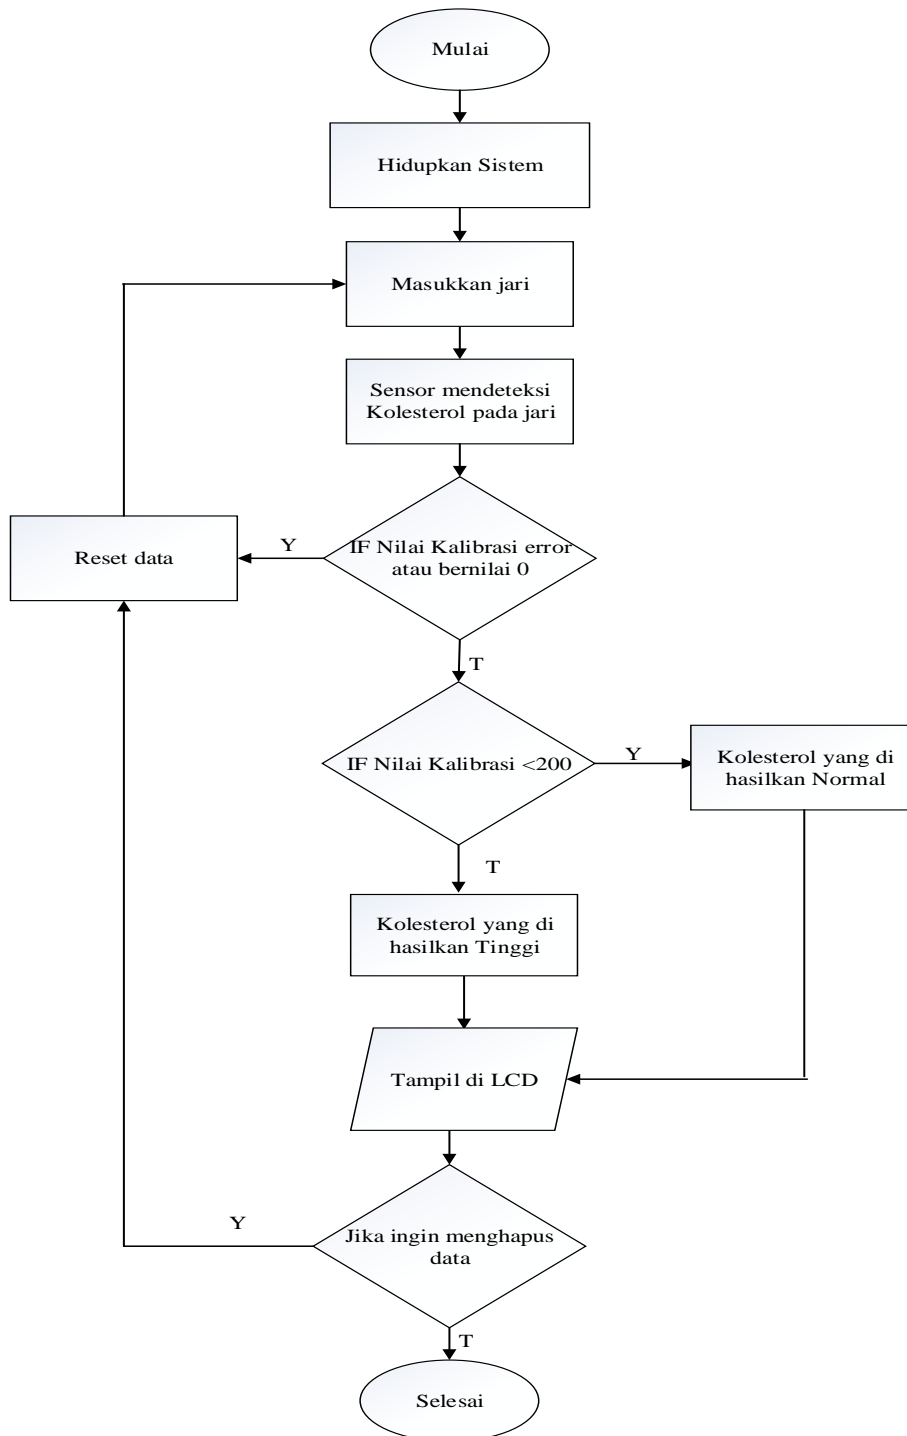 Mulai
Hidupkan Sistem
Masukkan jari
Sensor mendeteksi
Kolesterol pada jari
IF Nilai Kalibrasi error
atau bernilai 0
Y
Reset data
T
IF Nilai Kalibrasi <200
Y
Kolesterol yang di
hasilkan Normal
T
Kolesterol yang di
hasilkan Tinggi
Tampil di LCD
Jika ingin menghapus
data
Y
T
Selesai